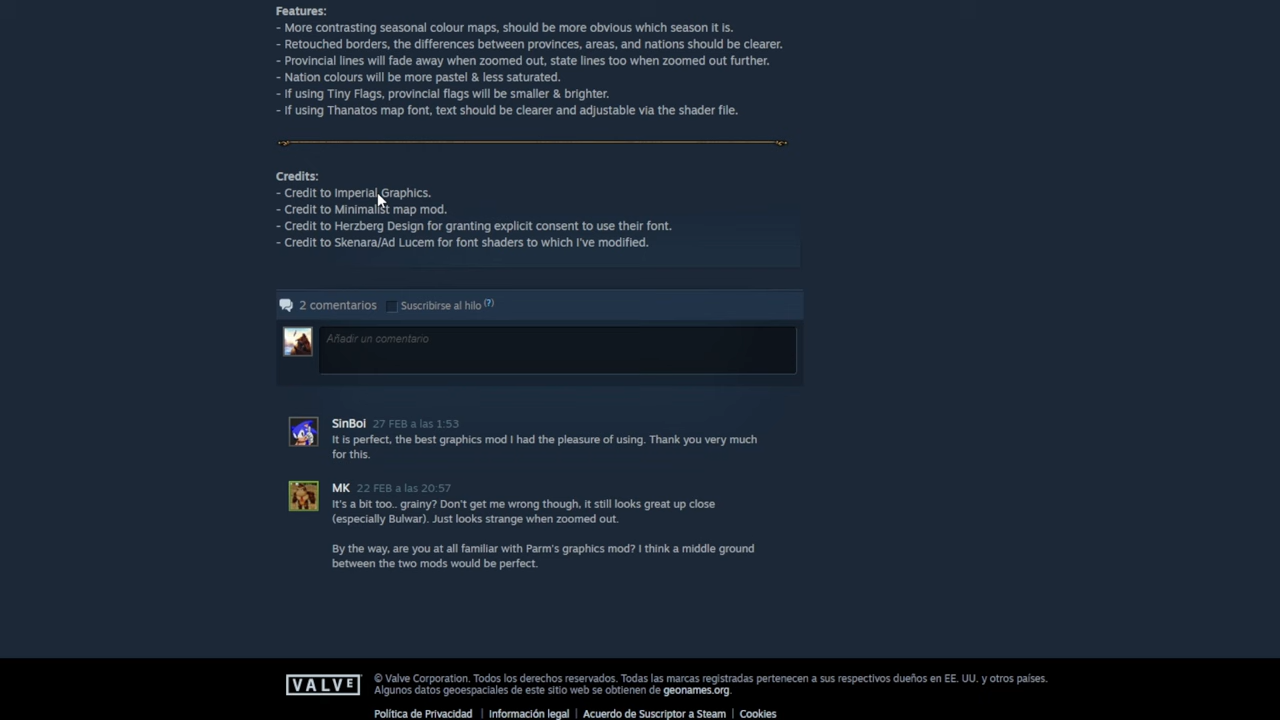 Features:
- More contrasting seasonal colour maps, should be more obvious which season it is.
- Retouched borders, the differences between provinces, areas, and nations should be clearer.
- Provincial lines will fade away when zoomed out, state lines too when zoomed out further.
- Nation colours will be more pastel & less saturated.
- If using Tiny Flags, provincial flags will be smaller & brighter.
- If using Thanatos map font, text should be clearer and adjustable via the shader file.
Credits:
- Credit to Imperial Graphics.
- Credit to Minimalist map mod.
- Credit to Herzberg Design for granting explicit consent to use their font.
- Credit to Skenara/Ad Lucem for font shaders to which I've modified.
2 comentarios Suscribirse al hilo (?)
Añadir un comentario
SinBoi 27 FEB a las 1:53
It is perfect, the best graphics mod I had the pleasure of using. Thank you very much
for this.
MK 22 FEB a las 20:57
It's a bit too.. grainy? Don't get me wrong though, it still looks great up close
(especially Bulwar). Just looks strange when zoomed out.
By the way, are you at all familiar with Parm's graphics mod? I think a middle ground
between the two mods would be perfect.
VALVE © Valve Corporation. Todos los derechos reservados. Todas las marcas registradas pertenecen a sus respectivos dueños en EE. UU. y otros países.
Algunos datos geoespaciales de este sitio web se obtienen de geonames.org.
Política de Privacidad | Información legal | Acuerdo de Suscriptor a Steam | Cookies